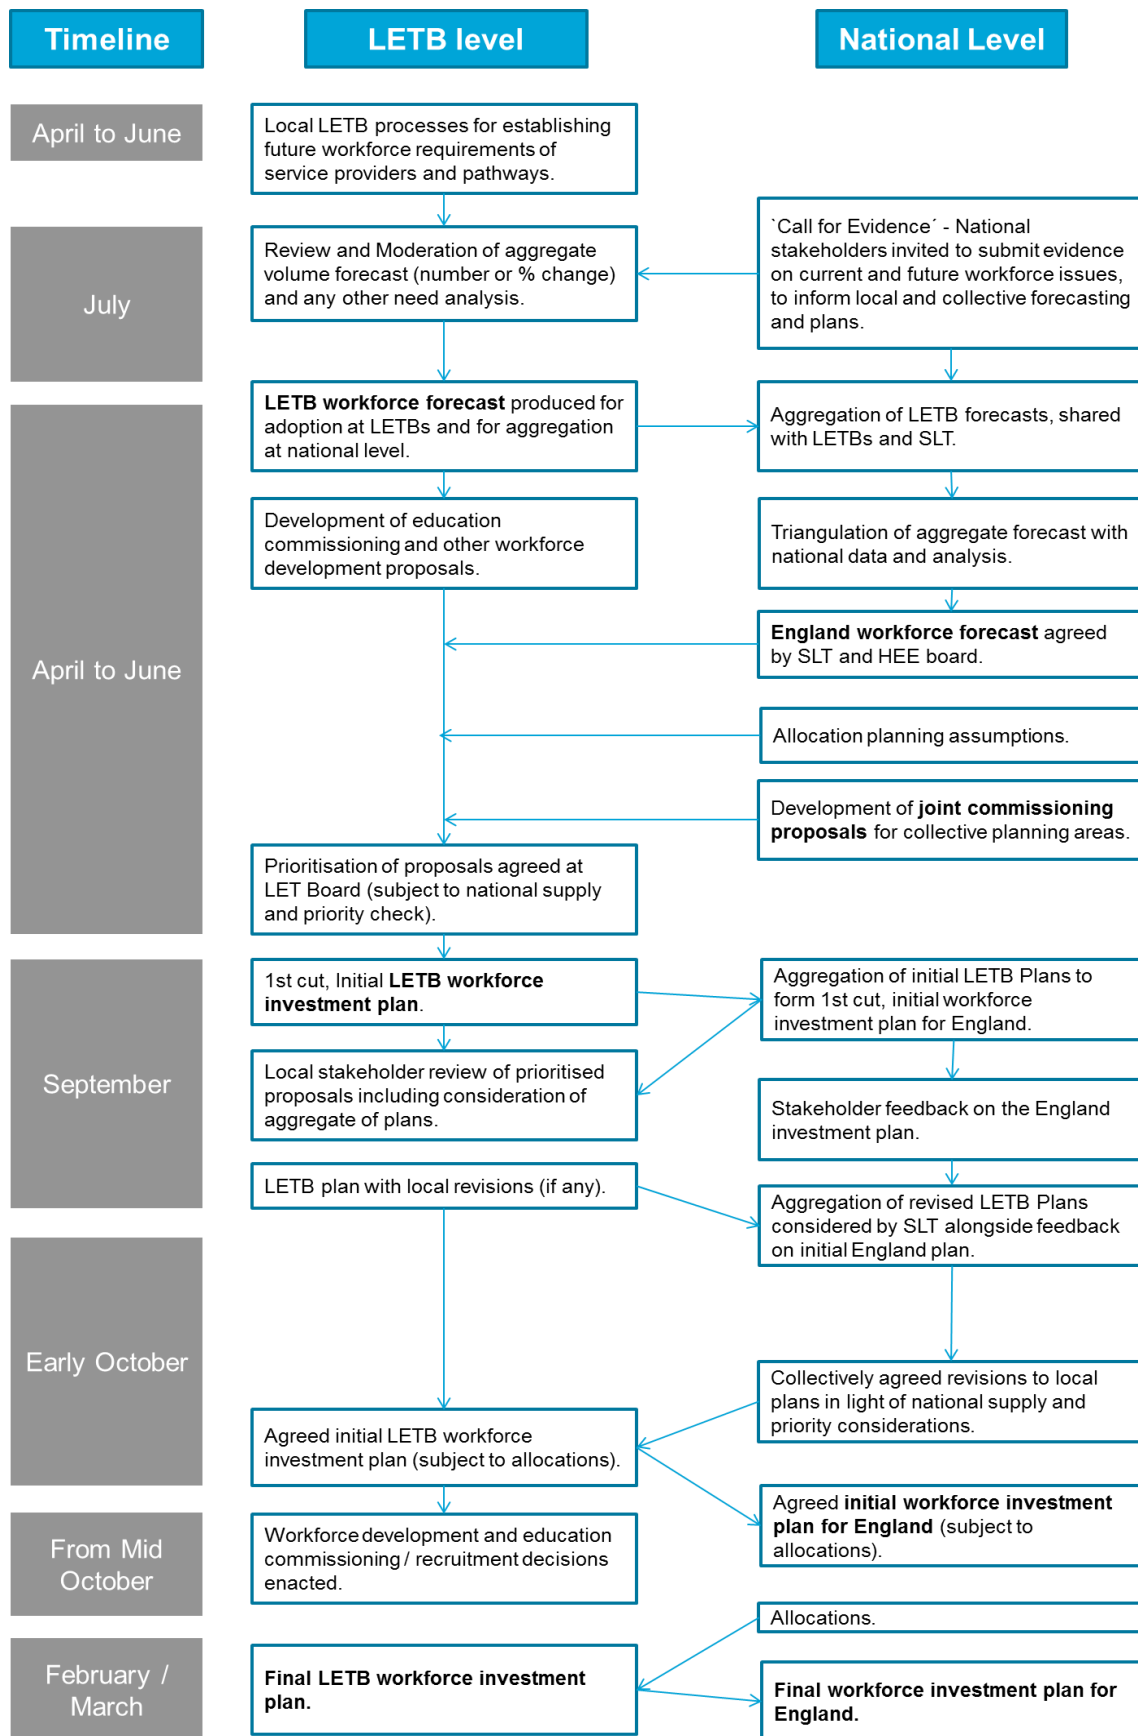 Timeline
LETB level
National Level
April to June
Local LETB processes for establishing
future workforce requirements of
service providers and pathways.
July
Review and Moderation of aggregate
volume forecast (number or % change)
and any other need analysis.
`Call for Evidence´ - National
stakeholders invited to submit evidence
on current and future workforce issues,
to inform local and collective forecasting
and plans.
April to June
LETB workforce forecast produced for
adoption at LETBs and for aggregation
at national level.
Aggregation of LETB forecasts, shared
with LETBs and SLT.
Development of education
commissioning and other workforce
development proposals.
Triangulation of aggregate forecast with
national data and analysis.
England workforce forecast agreed
by SLT and HEE board.
Allocation planning assumptions.
Development of joint commissioning
proposals for collective planning areas.
Prioritisation of proposals agreed at
LET Board (subject to national supply
and priority check).
September
1st cut, Initial LETB workforce
investment plan.
Aggregation of initial LETB Plans to
form 1st cut, initial workforce
investment plan for England.
Local stakeholder review of prioritised
proposals including consideration of
aggregate of plans.
Stakeholder feedback on the England
investment plan.
LETB plan with local revisions (if any).
Aggregation of revised LETB Plans
considered by SLT alongside feedback
on initial England plan.
Early October
Collectively agreed revisions to local
plans in light of national supply and
priority considerations.
Agreed initial LETB workforce
investment plan (subject to allocations).
Agreed initial workforce investment
plan for England (subject to
allocations).
From Mid
October
Workforce development and education
commissioning / recruitment decisions
enacted.
Allocations.
February /
March
Final LETB workforce investment
plan.
Final workforce investment plan for
England.